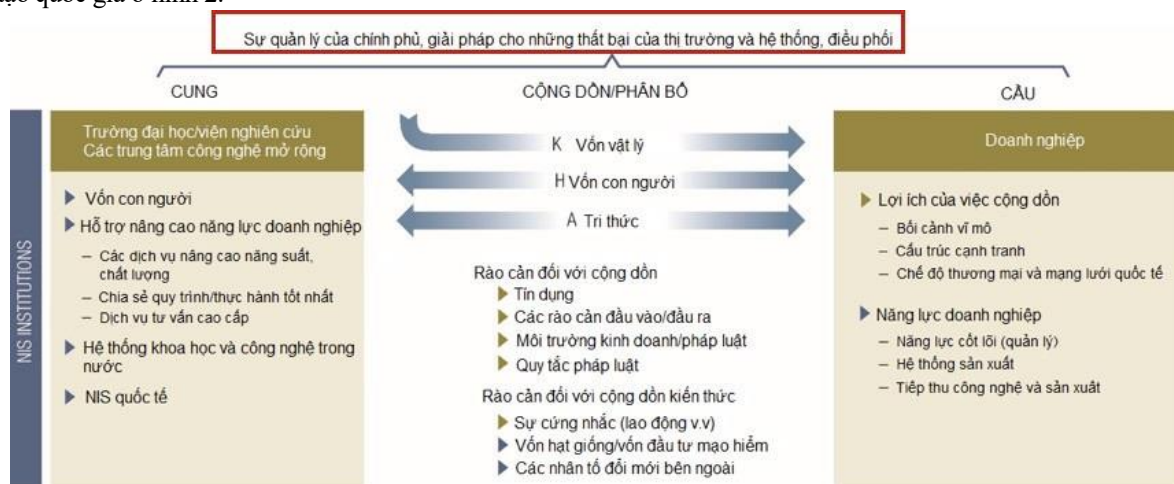 Sự quản lý của chính phủ, giải pháp cho những thất bại của thị trường và hệ thống, điều phối
CUNG
CỘNG DỒN/PHÂN BỔ
CẦU
NIS INSTITUTIONS
Trường đại học/viện nghiên cứu
Các trung tâm công nghệ mở rộng
Vốn con người
Hỗ trợ nâng cao năng lực doanh nghiệp
– Các dịch vụ nâng cao năng suất,
chất lượng
– Chia sẻ quy trình/thực hành tốt nhất
– Dịch vụ tư vấn cao cấp
Hệ thống khoa học và công nghệ trong
nước
NIS quốc tế
K Vốn vật lý
H Vốn con người
A Tri thức
Rào cản đối với cộng dồn
Tín dụng
Các rào cản đầu vào/đầu ra
Môi trường kinh doanh/pháp luật
Quy tắc pháp luật
Rào cản đối với cộng dồn kiến thức
Sự cứng nhắc (lao động v.v)
Vốn hạt giống/vốn đầu tư mạo hiểm
Các nhân tố đổi mới bên ngoài
Doanh nghiệp
Lợi ích của việc cộng dồn
– Bối cảnh vĩ mô
– Cấu trúc cạnh tranh
– Chế độ thương mại và mạng lưới quốc tế
Năng lực doanh nghiệp
– Năng lực cốt lõi (quản lý)
– Hệ thống sản xuất
– Tiếp thu công nghệ và sản xuất